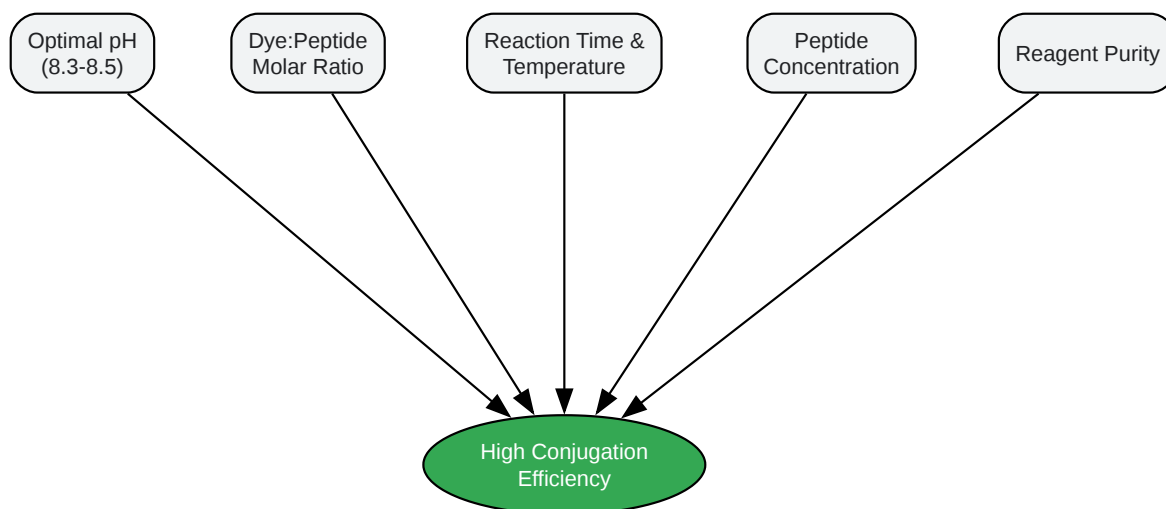 Optimal pH
(8.3-8.5)
Dye:Peptide
Molar Ratio
Reaction Time &
Temperature
Peptide
Concentration
Reagent Purity
High Conjugation
Efficiency